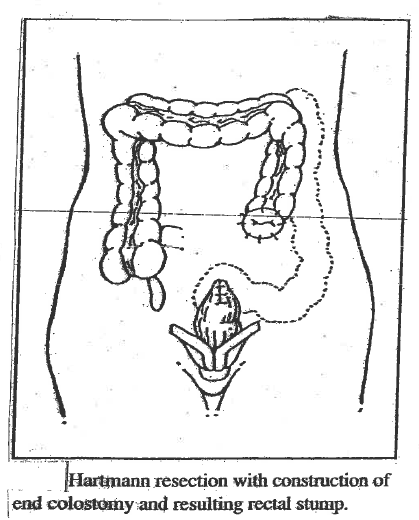 Hartmann resection with construction of
end colostomy and resulting rectal stump.